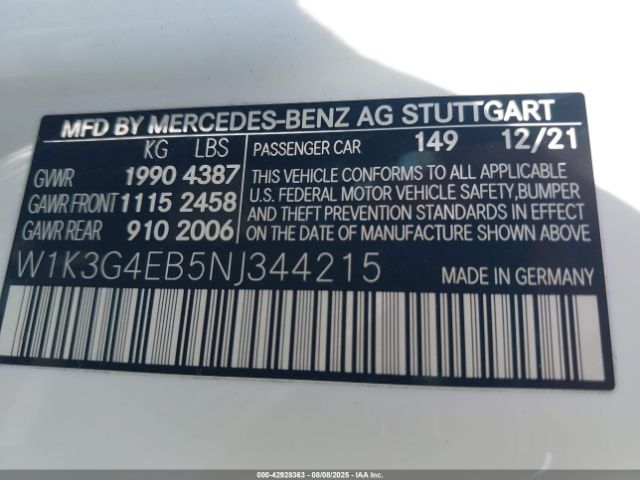 MFD BY MERCEDES-BENZ AG STUTTGART
KG LBS
GVWR 1990 4387
GAWR FRONT 1115 2458
GAWR REAR 910 2006
PASSENGER CAR 149 12/21
THIS VEHICLE CONFORMS TO ALL APPLICABLE
U.S. FEDERAL MOTOR VEHICLE SAFETY, BUMPER
AND THEFT PREVENTION STANDARDS IN EFFECT
ON THE DATE OF MANUFACTURE SHOWN ABOVE.
W1K3G4EB5NJ344215
MADE IN GERMANY
000-42928363 - 08/08/2025 - IAAI